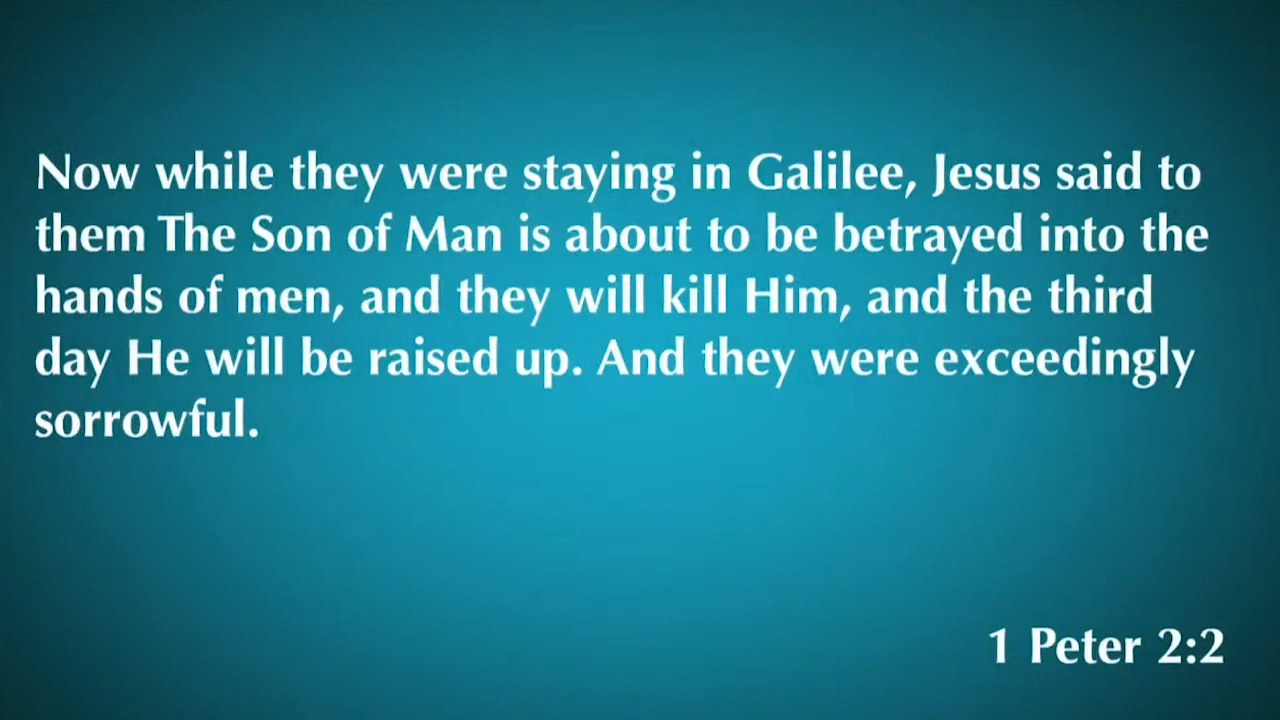 Now while they were staying in Galilee, Jesus said to
them The Son of Man is about to be betrayed into the
hands of men, and they will kill Him, and the third
day He will be raised up. And they were exceedingly
sorrowful.
1 Peter 2:2